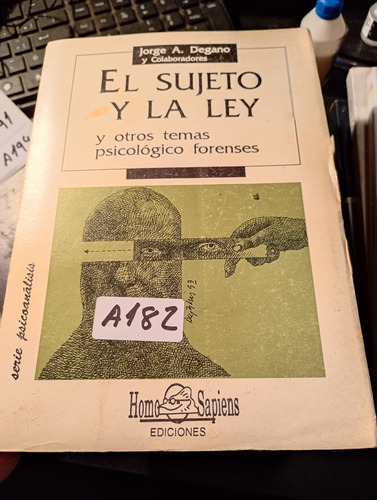 Jorge A. Degano
y Colaboradores
EL SUJETO
Y LA LEY
y otros temas
psicológico forenses
serie psicoanálisis
A182
Homo Sapiens
EDICIONES